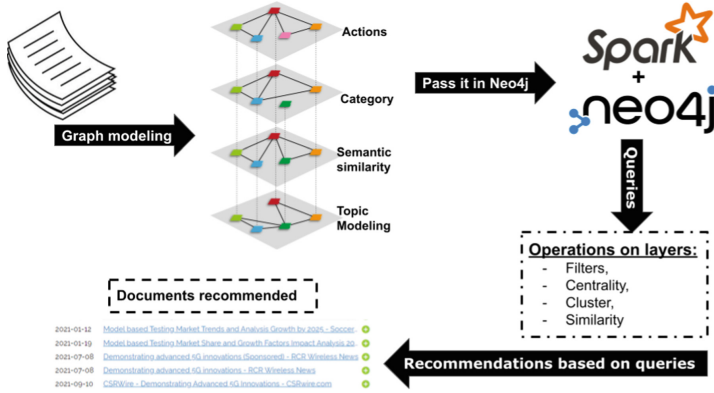 Actions
Category
Semantic
similarity
Topic
Modeling
Graph modeling
Pass it in Neo4j
Spark
+
neo4j
Queries
Operations on layers:
- Filters,
- Centrality,
- Cluster,
- Similarity
Recommendations based on queries
Documents recommended
2021-01-12 Model based Testing Market Trends and Analysis Growth by 2025 - Soccer..
2021-01-19 Model based Testing Market Share and Growth Factors Impact Analysis 20..
2021-07-08 Demonstrating advanced 5G innovations (Sponsored) - RCR Wireless News
2021-07-08 Demonstrating advanced 5G innovations - RCR Wireless News
2021-09-10 CSRWire - Demonstrating Advanced 5G Innovations - CSRwire.com